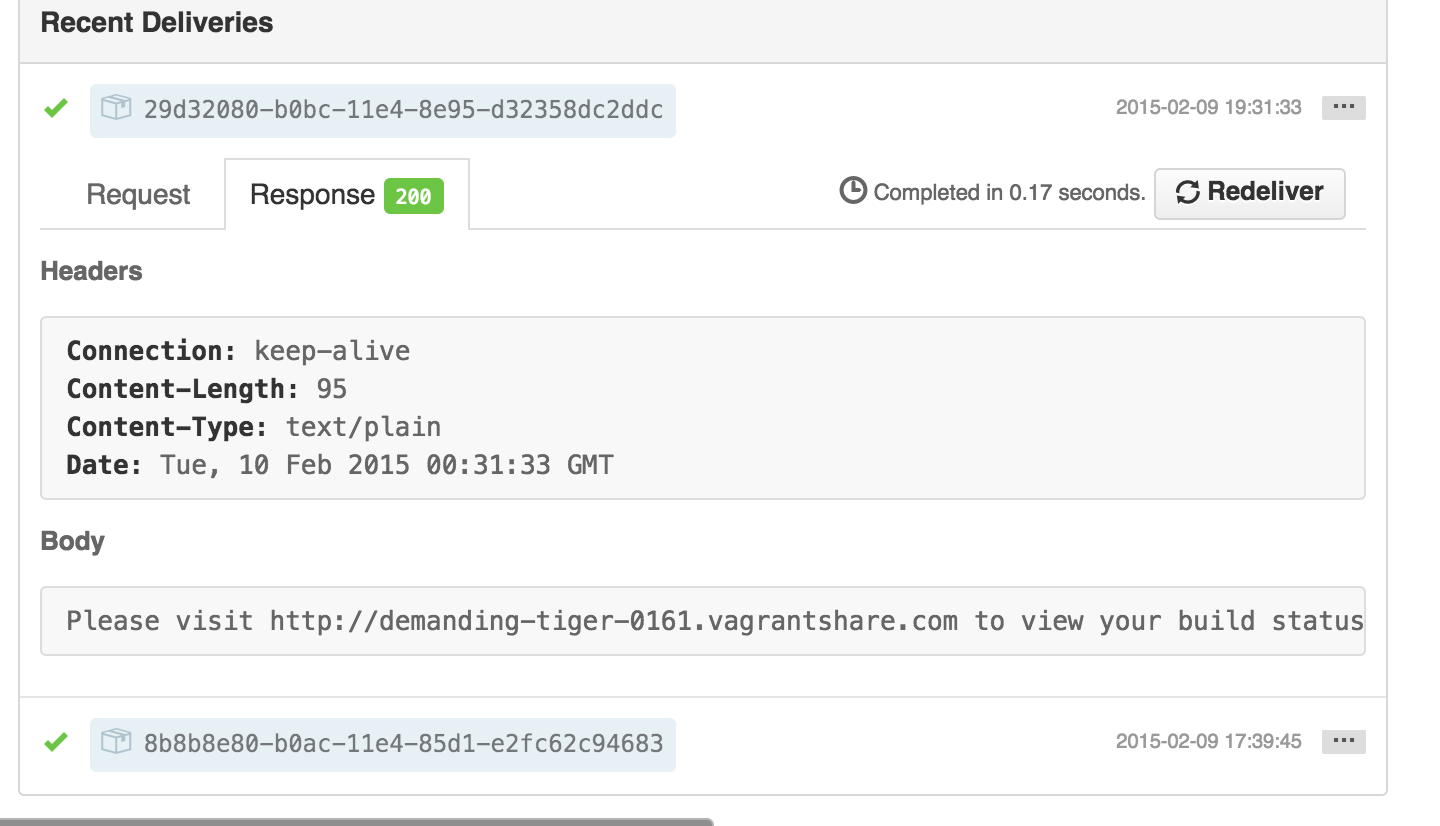 Recent Deliveries
29d32080-b0bc-11e4-8e95-d32358dc2ddc 2015-02-09 19:31:33 ...
Request Response 200 Completed in 0.17 seconds. Redeliver
Headers
Connection: keep-alive
Content-Length: 95
Content-Type: text/plain
Date: Tue, 10 Feb 2015 00:31:33 GMT
Body
Please visit http://demanding-tiger-0161.vagrantshare.com to view your build status
8b8b8e80-b0ac-11e4-85d1-e2fc62c94683 2015-02-09 17:39:45 ...